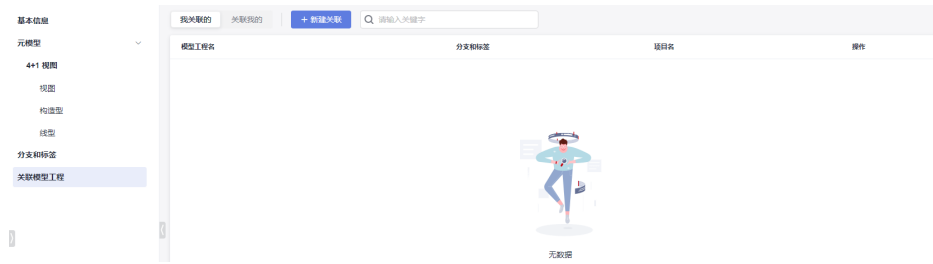 基本信息
元模型
4+1 视图
视图
构造型
线型
分支和标签
关联模型工程
我关联的 关联我的 + 新建关联 请输入关键字
模型工程名 分支和标签 项目名 操作
无数据